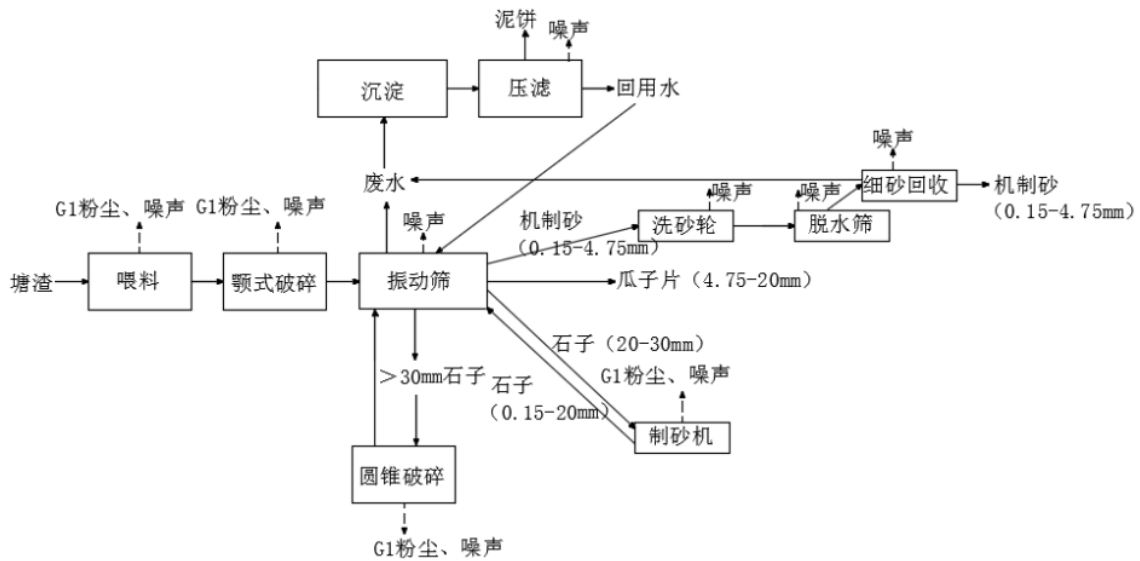 泥饼
噪声
沉淀
压滤
回用水
噪声
废水
细砂回收
机制砂
（0.15-4.75mm）
G1粉尘、噪声
G1粉尘、噪声
噪声
机制砂
（0.15-4.75mm）
噪声
洗砂轮
噪声
脱水筛
塘渣
喂料
颚式破碎
振动筛
瓜子片（4.75-20mm）
石子（20-30mm）
＞30mm石子
石子
（0.15-20mm）
G1粉尘、噪声
制砂机
圆锥破碎
G1粉尘、噪声